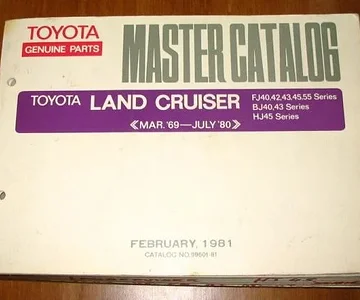 TOYOTA
GENUINE PARTS
MASTER CATALOG
TOYOTA LAND CRUISER
FJ40,42,43,45,55 Series
BJ40,43 Series
HJ45 Series
《MAR.'69—JULY'80》
FEBRUARY, 1981